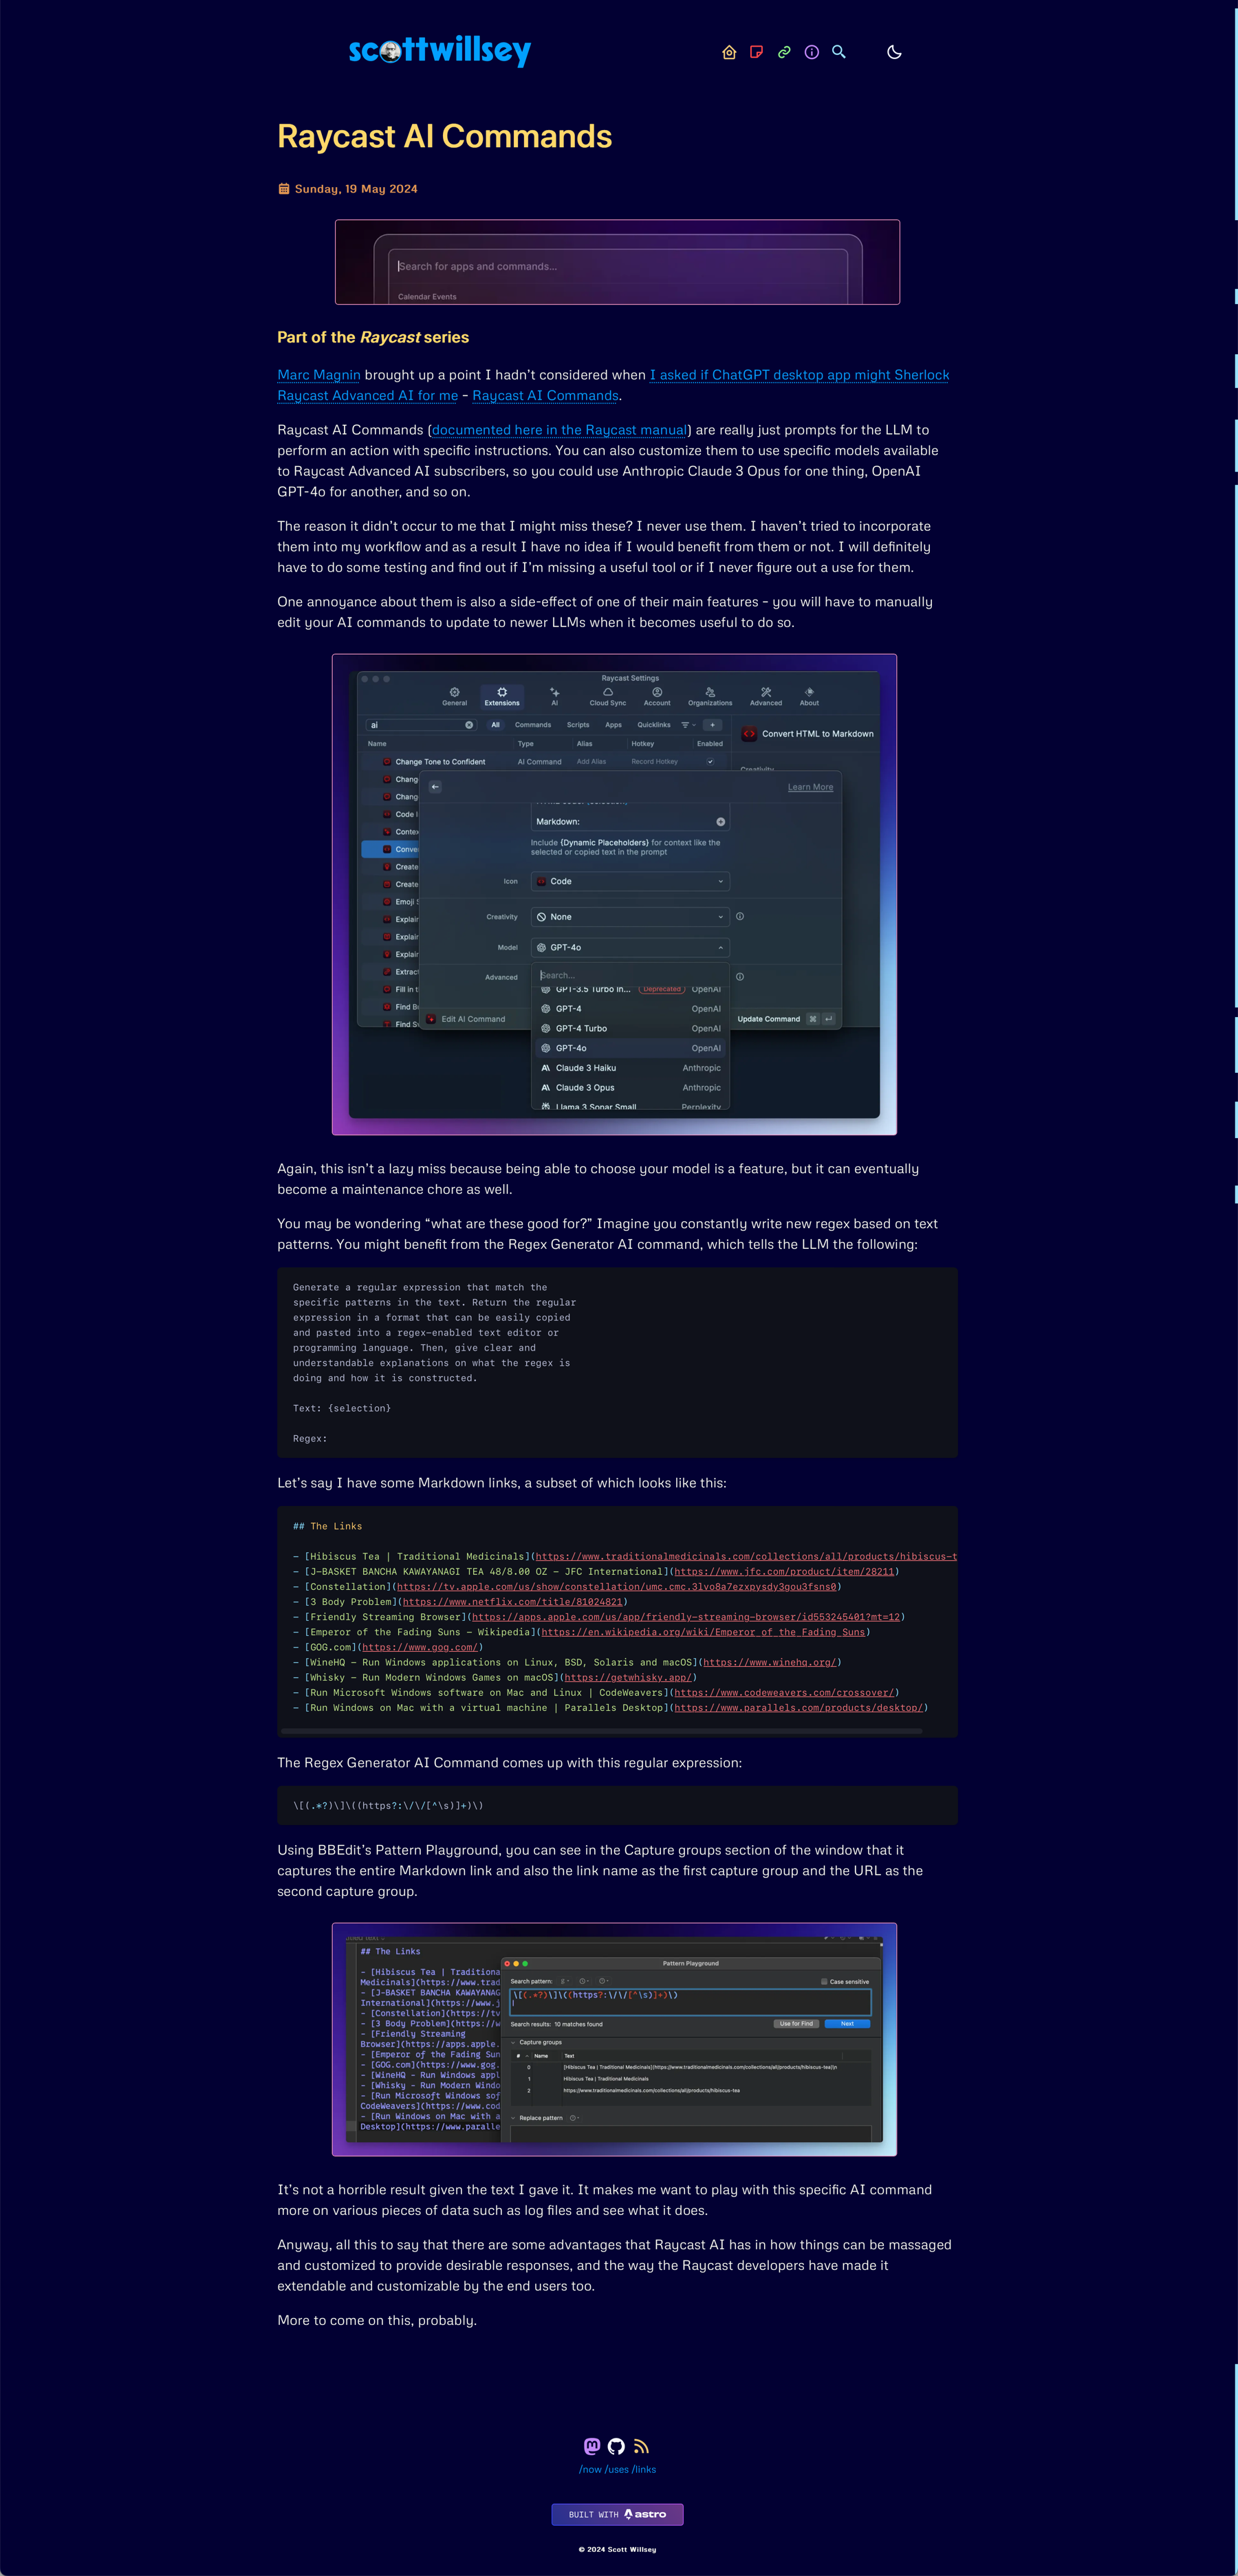 scottwillsey
Raycast AI Commands
Sunday, 19 May 2024
Search for apps and commands...
Calendar Events
Part of the Raycast series
Marc Magnin brought up a point I hadn't considered when I asked if ChatGPT desktop app might Sherlock
Raycast Advanced AI for me – Raycast AI Commands.
Raycast AI Commands (documented here in the Raycast manual) are really just prompts for the LLM to
perform an action with specific instructions. You can also customize them to use specific models available
to Raycast Advanced AI subscribers, so you could use Anthropic Claude 3 Opus for one thing, OpenAI
GPT-4o for another, and so on.
The reason it didn't occur to me that I might miss these? I never use them. I haven't tried to incorporate
them into my workflow and as a result I have no idea if I would benefit from them or not. I will definitely
have to do some testing and find out if I'm missing a useful tool or if I never figure out a use for them.
One annoyance about them is also a side-effect of one of their main features – you will have to manually
edit your AI commands to update to newer LLMs when it becomes useful to do so.
Raycast Settings
General Extensions AI Cloud Sync Account Organizations Advanced About
ai All Commands Scripts Apps Quicklinks
Convert HTML to Markdown
Name Type Alias Hotkey Enabled
Change Tone to Confident AI Command Add Alias Record Hotkey
Creativity
Chang
Learn More
Chang
Code I
Markdown:
Contex
Include {Dynamic Placeholders} for context like the
selected or copied text in the prompt
Conve
Create
Icon Code
Create
Emoji S
Creativity None
Explair
Explair
Model GPT-4o
Explair
Extract
Advanced Search...
Fill in t
GPT-3.5 Turbo In... Deprecated OpenAI
Find Bu
GPT-4 OpenAI
Edit AI Command Update Command
Find Sy
GPT-4 Turbo OpenAI
GPT-4o OpenAI
Claude 3 Haiku Anthropic
Claude 3 Opus Anthropic
Llama 3 Sonar Small Perplexity
Again, this isn't a lazy miss because being able to choose your model is a feature, but it can eventually
become a maintenance chore as well.
You may be wondering “what are these good for?” Imagine you constantly write new regex based on text
patterns. You might benefit from the Regex Generator AI command, which tells the LLM the following:
Generate a regular expression that match the
specific patterns in the text. Return the regular
expression in a format that can be easily copied
and pasted into a regex-enabled text editor or
programming language. Then, give clear and
understandable explanations on what the regex is
doing and how it is constructed.
Text: {selection}
Regex:
Let's say I have some Markdown links, a subset of which looks like this:
## The Links
- [Hibiscus Tea | Traditional Medicinals](https://www.traditionalmedicinals.com/collections/all/products/hibiscus-t
- [J-BASKET BANCHA KAWAYANAGI TEA 48/8.00 OZ - JFC International](https://www.jfc.com/product/item/28211)
- [Constellation](https://tv.apple.com/us/show/constellation/umc.cmc.3lvo8a7ezxpysdy3gou3fsns0)
- [3 Body Problem](https://www.netflix.com/title/81024821)
- [Friendly Streaming Browser](https://apps.apple.com/us/app/friendly-streaming-browser/id553245401?mt=12)
- [Emperor of the Fading Suns - Wikipedia](https://en.wikipedia.org/wiki/Emperor_of_the_Fading_Suns)
- [GOG.com](https://www.gog.com/)
- [WineHQ - Run Windows applications on Linux, BSD, Solaris and macOS](https://www.winehq.org/)
- [Whisky - Run Modern Windows Games on macOS](https://getwhisky.app/)
- [Run Microsoft Windows software on Mac and Linux | CodeWeavers](https://www.codeweavers.com/crossover/)
- [Run Windows on Mac with a virtual machine | Parallels Desktop](https://www.parallels.com/products/desktop/)
The Regex Generator AI Command comes up with this regular expression:
\[(.*?)\]\((https?:\/\/[^\s)]+)\)
Using BBEdit's Pattern Playground, you can see in the Capture groups section of the window that it
captures the entire Markdown link and also the link name as the first capture group and the URL as the
second capture group.
## The Links
- [Hibiscus Tea | Traditiona
Medicinals](https://www.trad
- [J-BASKET BANCHA KAWAYANAG
International](https://www.j
- [Constellation](https://tv
- [3 Body Problem](https://w
- [Friendly Streaming
Browser](https://apps.apple.
- [Emperor of the Fading Sun
- [GOG.com](https://www.gog.
- [WineHQ - Run Windows appl
- [Whisky - Run Modern Windo
- [Run Microsoft Windows sof
CodeWeavers](https://www.cod
- [Run Windows on Mac with a
Desktop](https://www.paralle
Pattern Playground
Search pattern: Case sensitive
\[(.*?)\]\((https?:\/\/[^\s)]+)\)
Search results: 10 matches found Use for Find Next
Capture groups
# Name Text
0 [Hibiscus Tea | Traditional Medicinals](https://www.traditionalmedicinals.com/collections/all/products/hibiscus-tea/)\n
1 Hibiscus Tea | Traditional Medicinals
2 https://www.traditionalmedicinals.com/collections/all/products/hibiscus-tea
Replace pattern
It's not a horrible result given the text I gave it. It makes me want to play with this specific AI command
more on various pieces of data such as log files and see what it does.
Anyway, all this to say that there are some advantages that Raycast AI has in how things can be massaged
and customized to provide desirable responses, and the way the Raycast developers have made it
extendable and customizable by the end users too.
More to come on this, probably.
/now /uses /links
BUILT WITH astro
© 2024 Scott Willsey